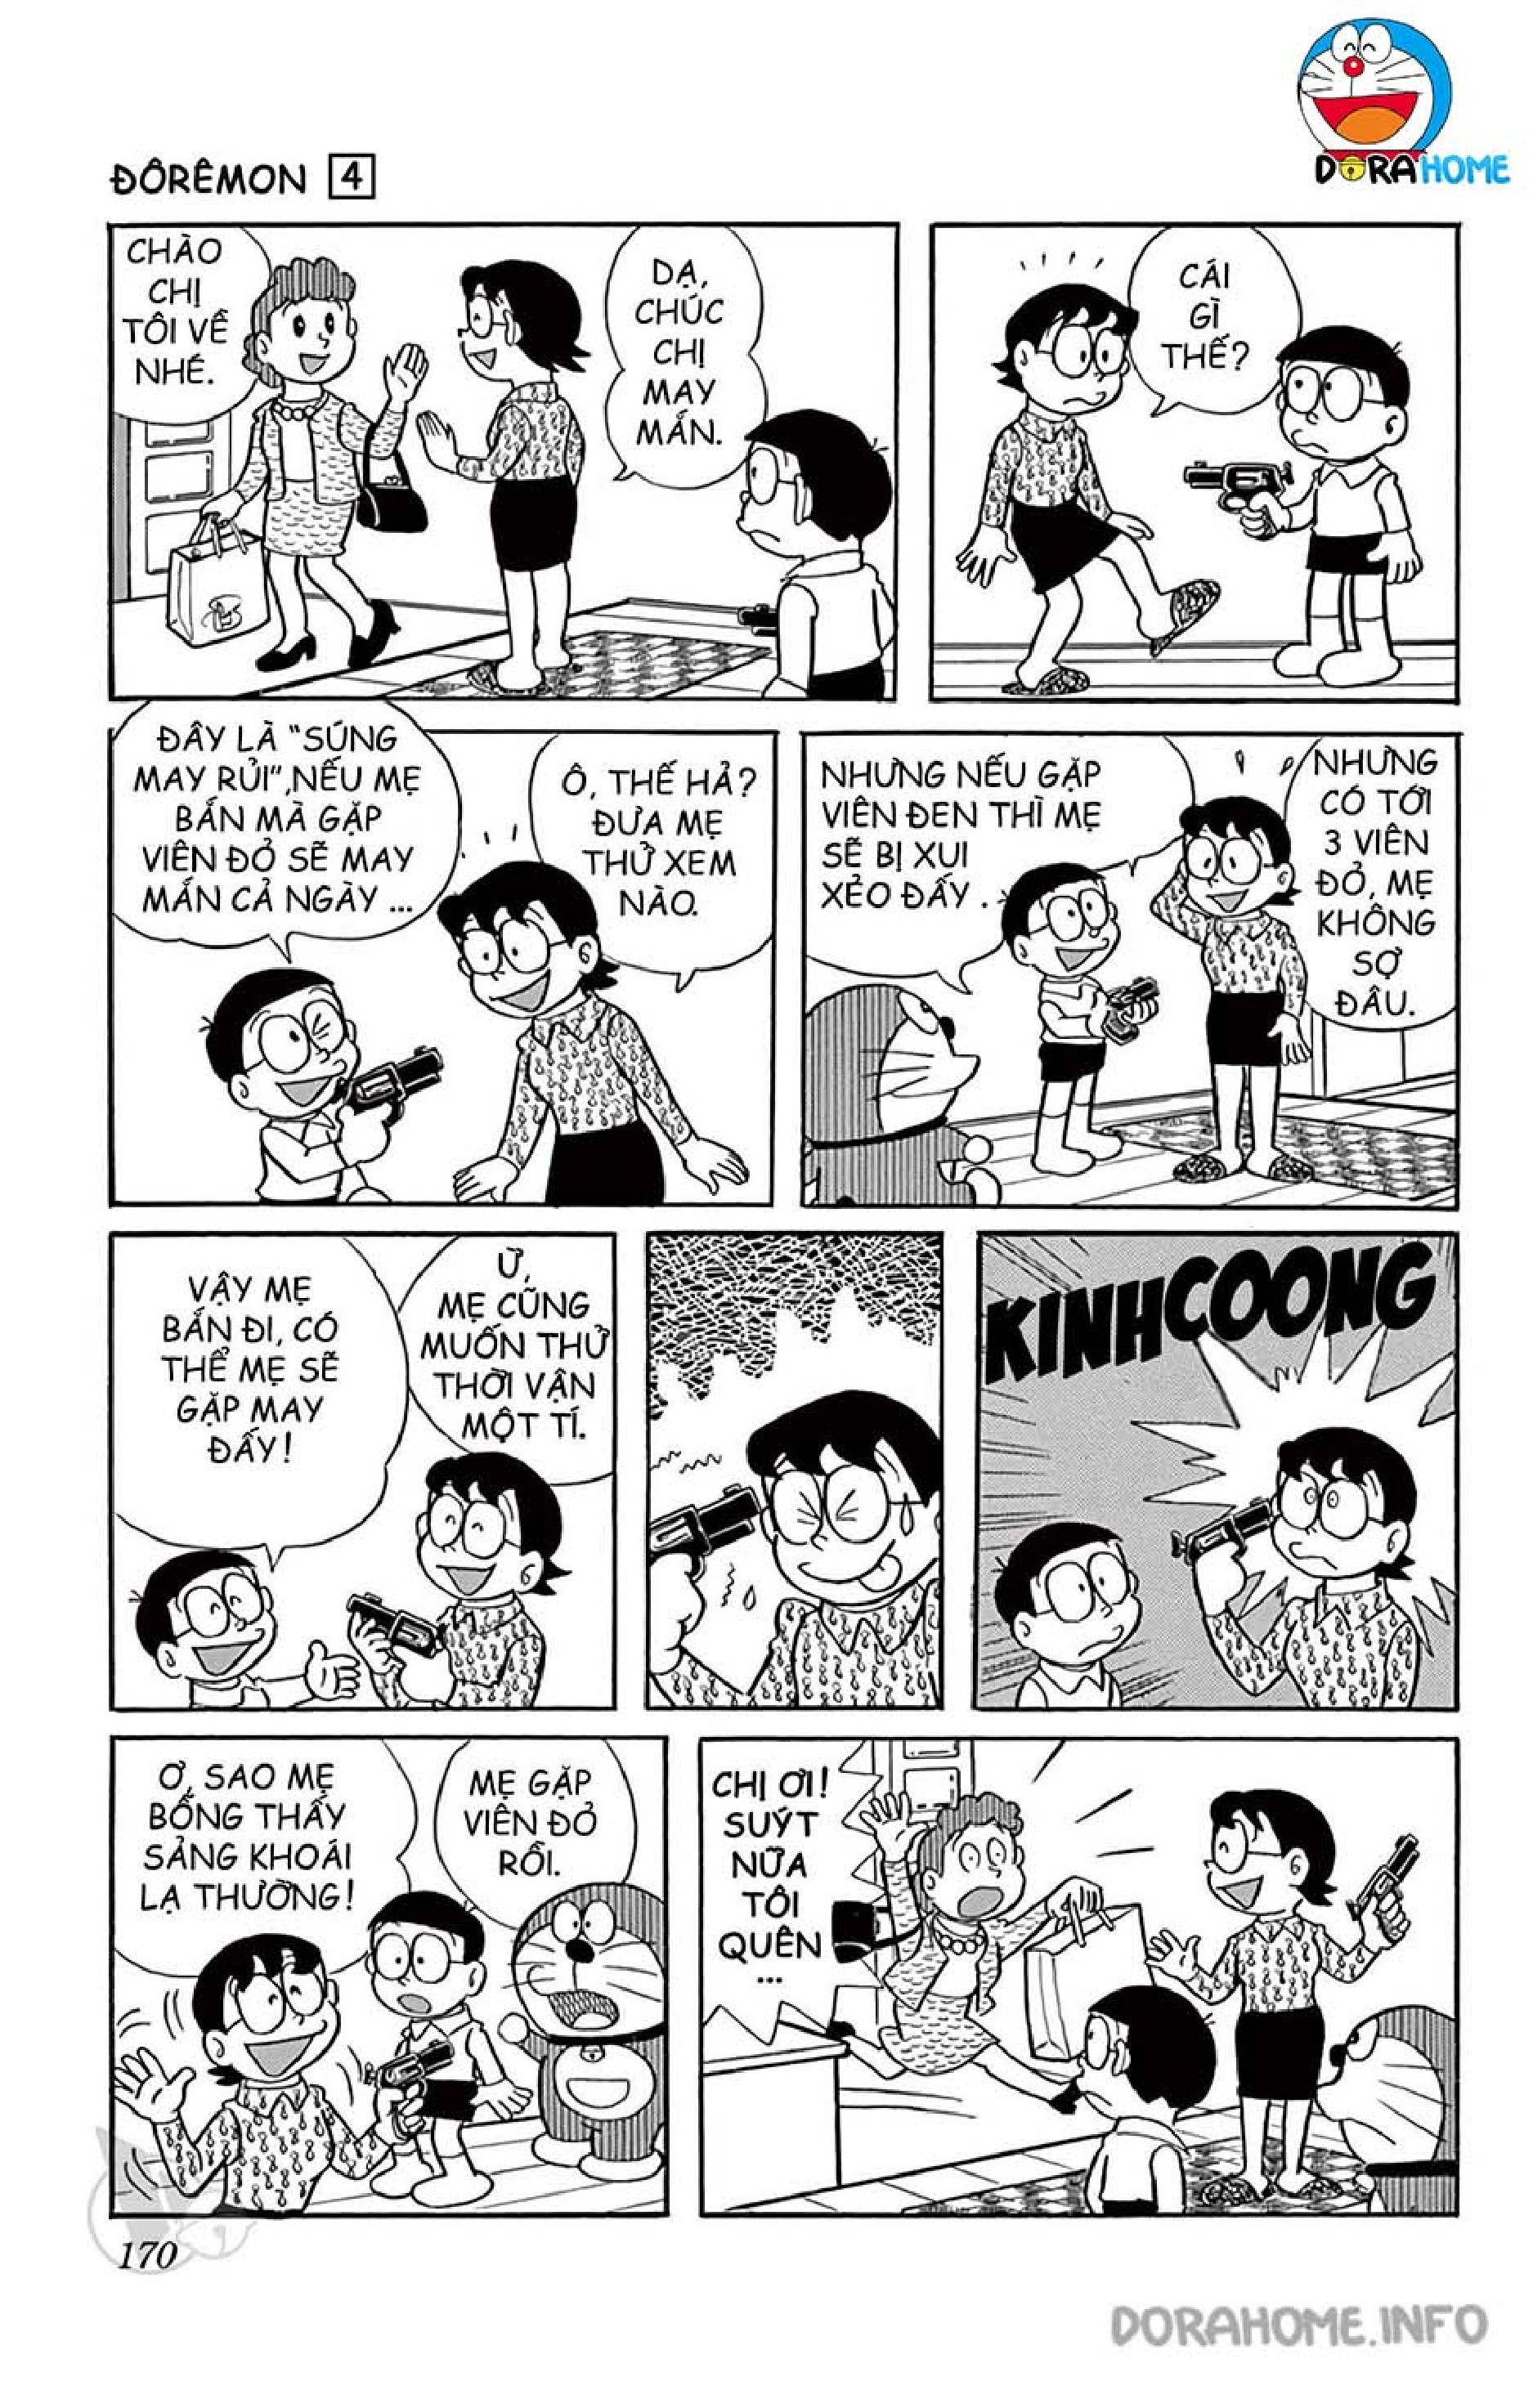 DORAHOME
ĐÔRÊMON 4
CHÀO
CHỊ
TÔI VỀ
NHÉ.
DẠ,
CHÚC
CHỊ
MAY
MẮN.
CÁI
GÌ
THẾ?
ĐÂY LÀ "SÚNG
MAY RỦI",NẾU MẸ
BẮN MÀ GẶP
VIÊN ĐỎ SẼ MAY
MẮN CẢ NGÀY ...
Ô, THẾ HẢ?
ĐƯA MẸ
THỬ XEM
NÀO.
NHƯNG NẾU GẶP
VIÊN ĐEN THÌ MẸ
SẼ BỊ XUI
XẺO ĐẤY .
NHƯNG
CÓ TỚI
3 VIÊN
ĐỎ, MẸ
KHÔNG
SỢ
ĐÂU.
VẬY MẸ
BẮN ĐI, CÓ
THỂ MẸ SẼ
GẶP MAY
ĐẤY!
Ừ,
MẸ CŨNG
MUỐN THỬ
THỜI VẬN
MỘT TÍ.
KINHCOONG
Ơ, SAO MẸ
BỖNG THẤY
SẢNG KHOÁI
LẠ THƯỜNG!
MẸ GẶP
VIÊN ĐỎ
RỒI.
CHỊ ƠI!
SUÝT
NỮA
TÔI
QUÊN
...
170
DORAHOME.INFO